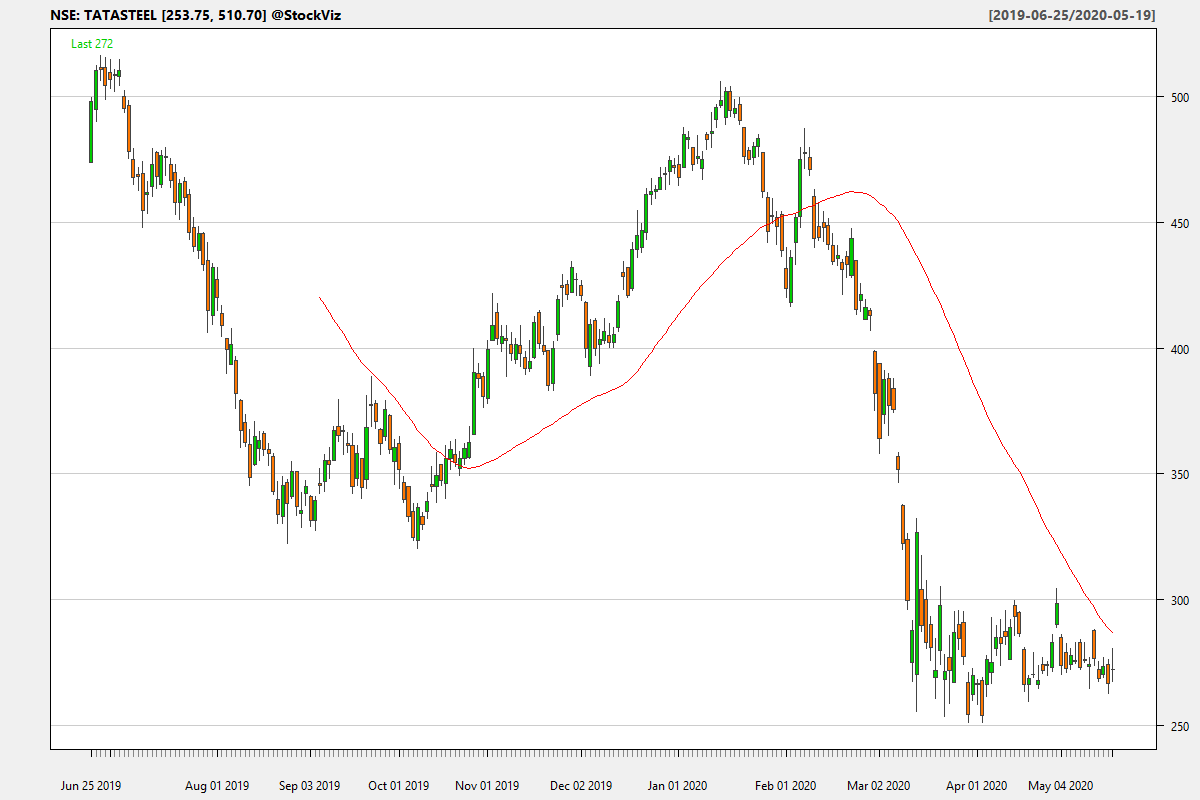 NSE: TATASTEEL [253.75, 510.70] @StockViz [2019-06-25/2020-05-19]
Last 272
500
450
400
350
300
250
Jun 25 2019 Aug 01 2019 Sep 03 2019 Oct 01 2019 Nov 01 2019 Dec 02 2019 Jan 01 2020 Feb 01 2020 Mar 02 2020 Apr 01 2020 May 04 2020